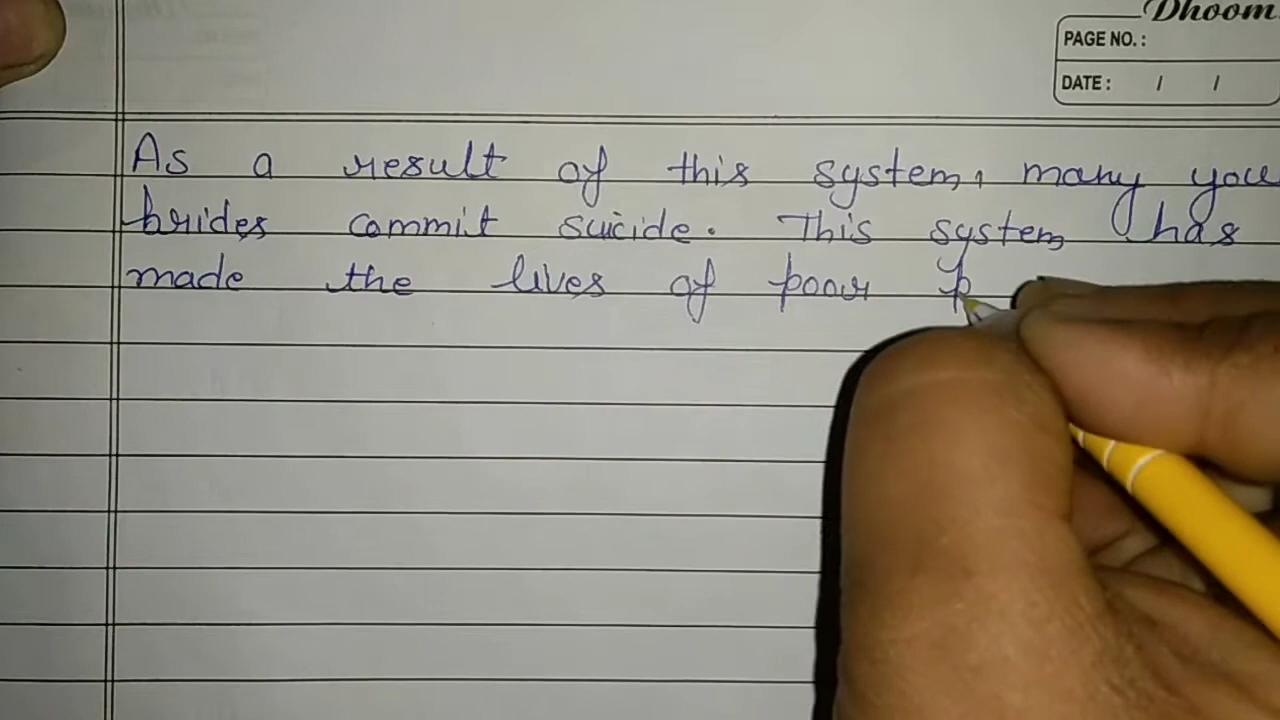 Dhoom
PAGE NO. :
DATE : / /
As a result of this system, many you
brides commit suicide. This system has
made the lives of poor p